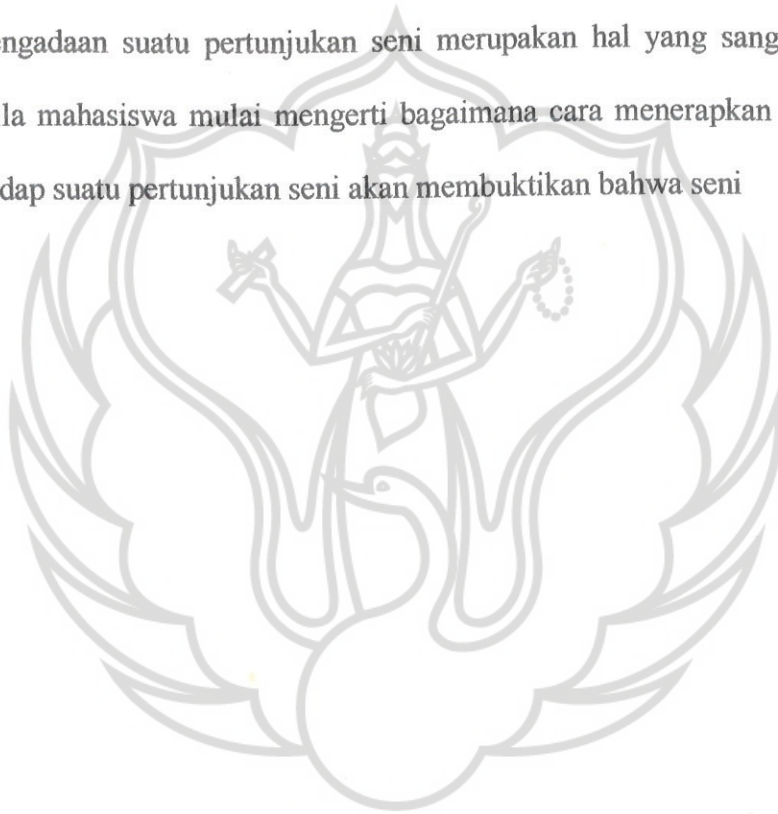 engadaan suatu pertunjukan seni merupakan hal yang sang
la mahasiswa mulai mengerti bagaimana cara menerapkan
dap suatu pertunjukan seni akan membuktikan bahwa seni